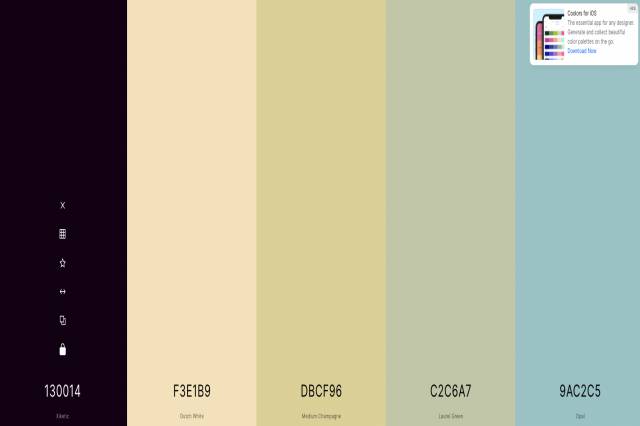 ads
Coolors for iOS
The essential app for any designer.
Generate and collect beautiful
color palettes on the go.
Download Now
130014
F3E1B9
DBCF96
C2C6A7
9AC2C5
Xiketic
Dutch White
Medium Champagne
Laurel Green
Opal